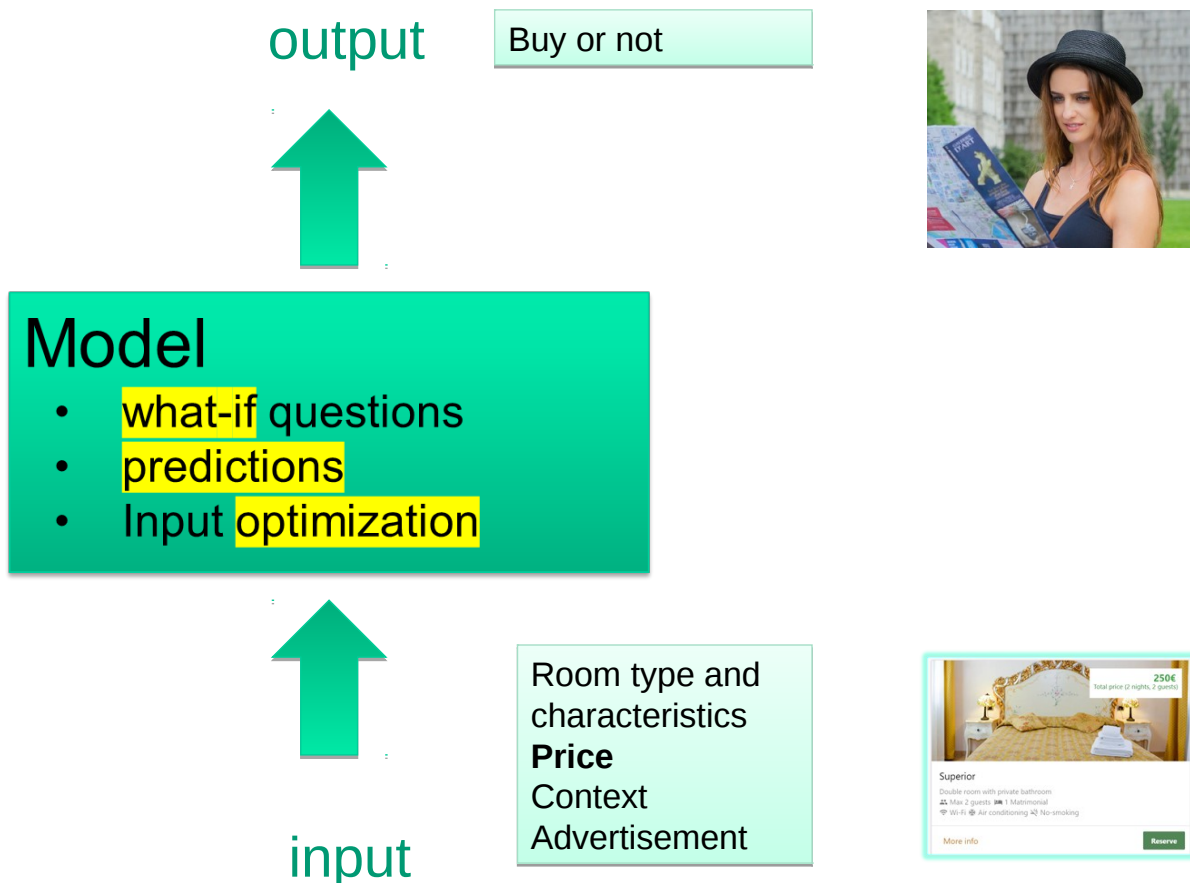 output
Buy or not
D'ART
Model
• what-if questions
• predictions
• Input optimization
Room type and
characteristics
Price
Context
Advertisement
input
250€
Total price (2 nights, 2 guests)
Superior
Double room with private bathroom
Max 2 guests 1 Matrimonial
Wi-Fi Air conditioning No-smoking
More info
Reserve